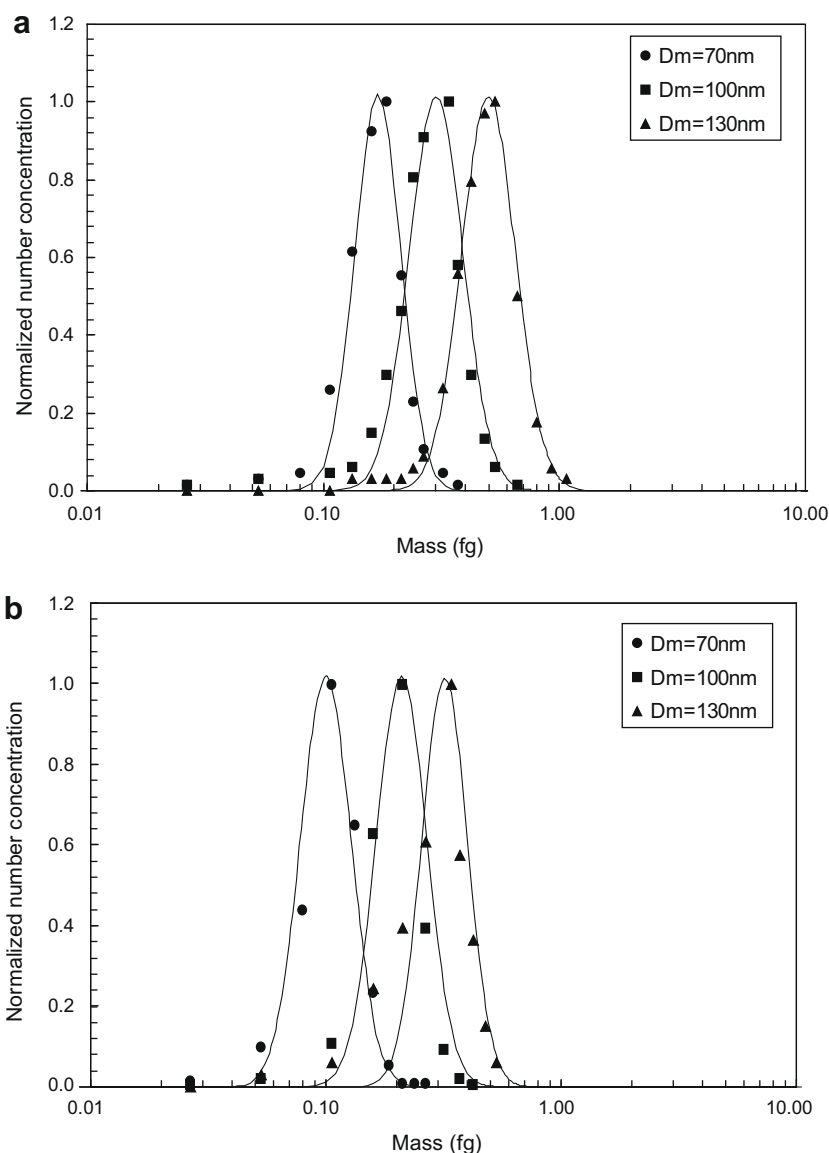 a
1.2
1.0
0.8
0.6
0.4
0.2
0.0
Normalized number concentration
Dm=70nm
Dm=100nm
Dm=130nm
0.01
0.10
1.00
10.00
Mass (fg)
b
1.2
1.0
0.8
0.6
0.4
0.2
0.0
Normalized number concentration
Dm=70nm
Dm=100nm
Dm=130nm
0.01
0.10
1.00
10.00
Mass (fg)